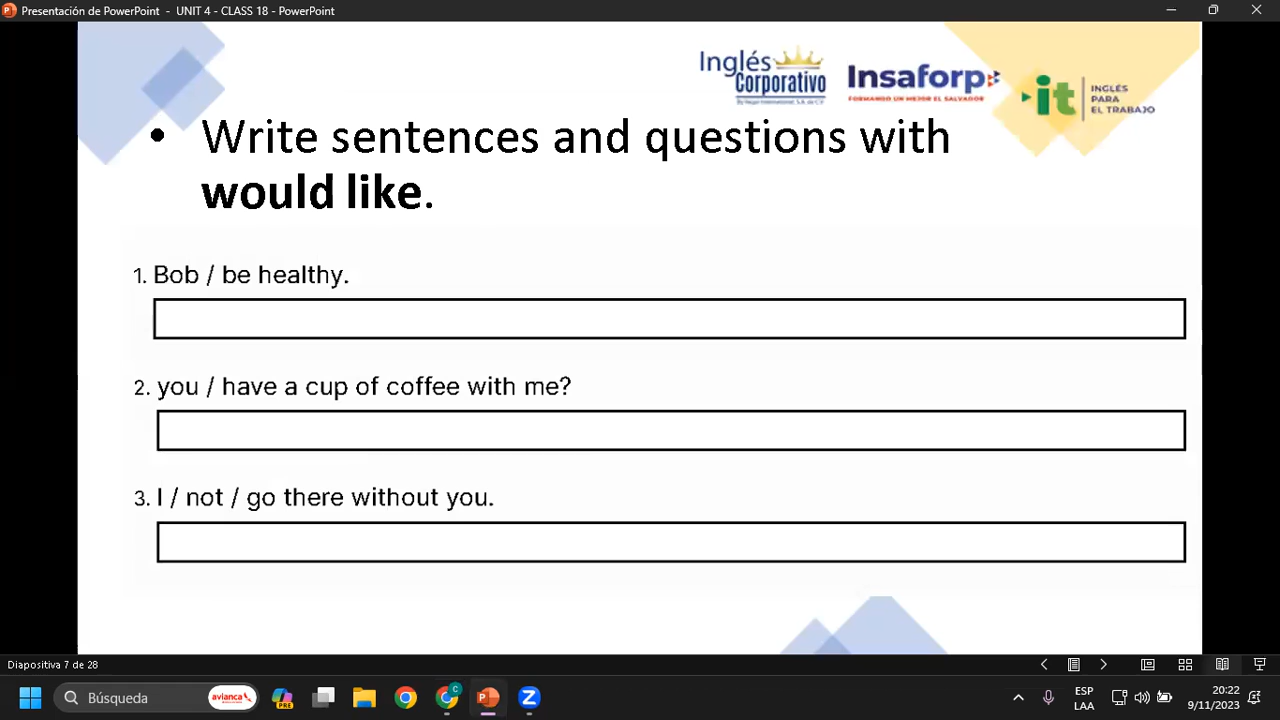 Presentación de PowerPoint - UNIT 4 - CLASS 18 - PowerPoint
Inglés
Corporativo
Insaforp
FORMANDO UN MEJOR EL SALVADOR
it
INGLÉS
PARA
EL TRABAJO
• Write sentences and questions with
would like.
1. Bob / be healthy.
2. you / have a cup of coffee with me?
3. I / not / go there without you.
Diapositiva 7 de 28
Búsqueda
avianca
PRE
C
Z
ESP
LAA
20:22
9/11/2023